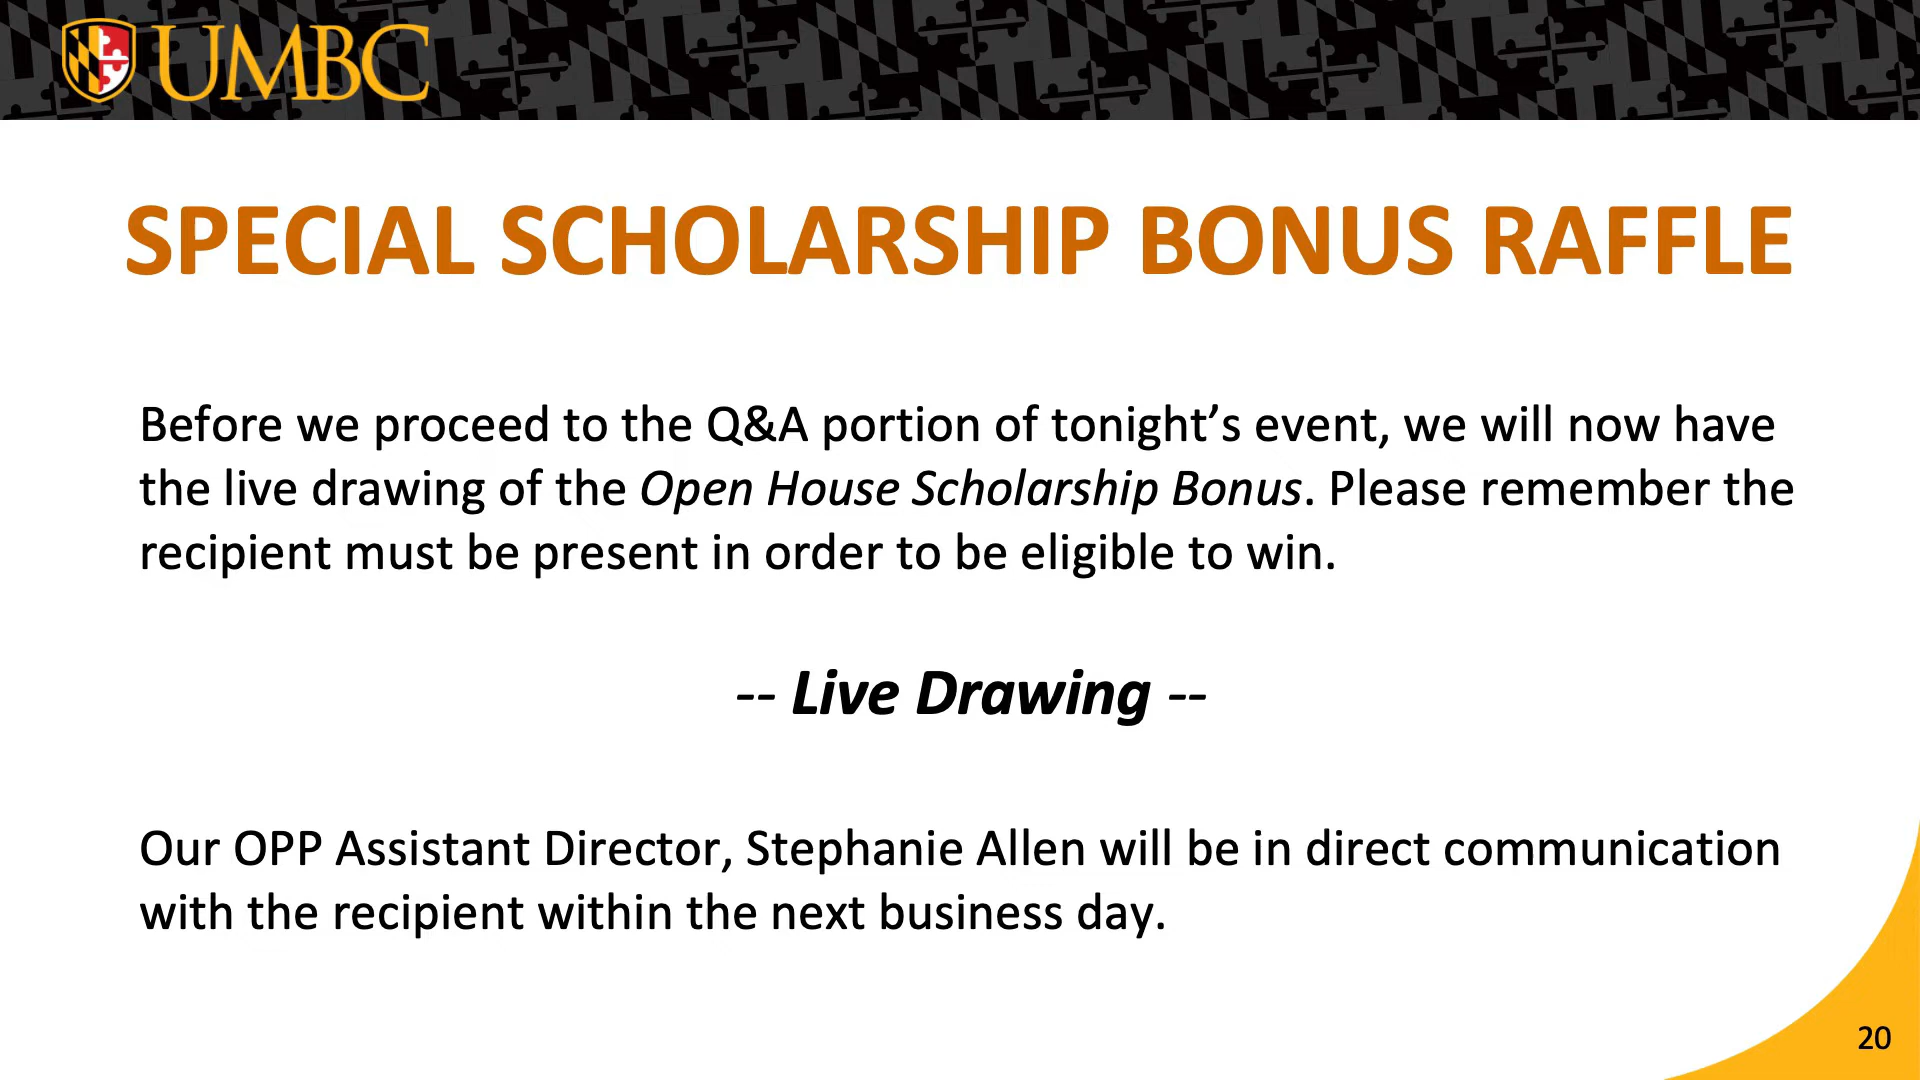 UMBC
SPECIAL SCHOLARSHIP BONUS RAFFLE
Before we proceed to the Q&A portion of tonight’s event, we will now have
the live drawing of the Open House Scholarship Bonus. Please remember the
recipient must be present in order to be eligible to win.
-- Live Drawing --
Our OPP Assistant Director, Stephanie Allen will be in direct communication
with the recipient within the next business day.
20